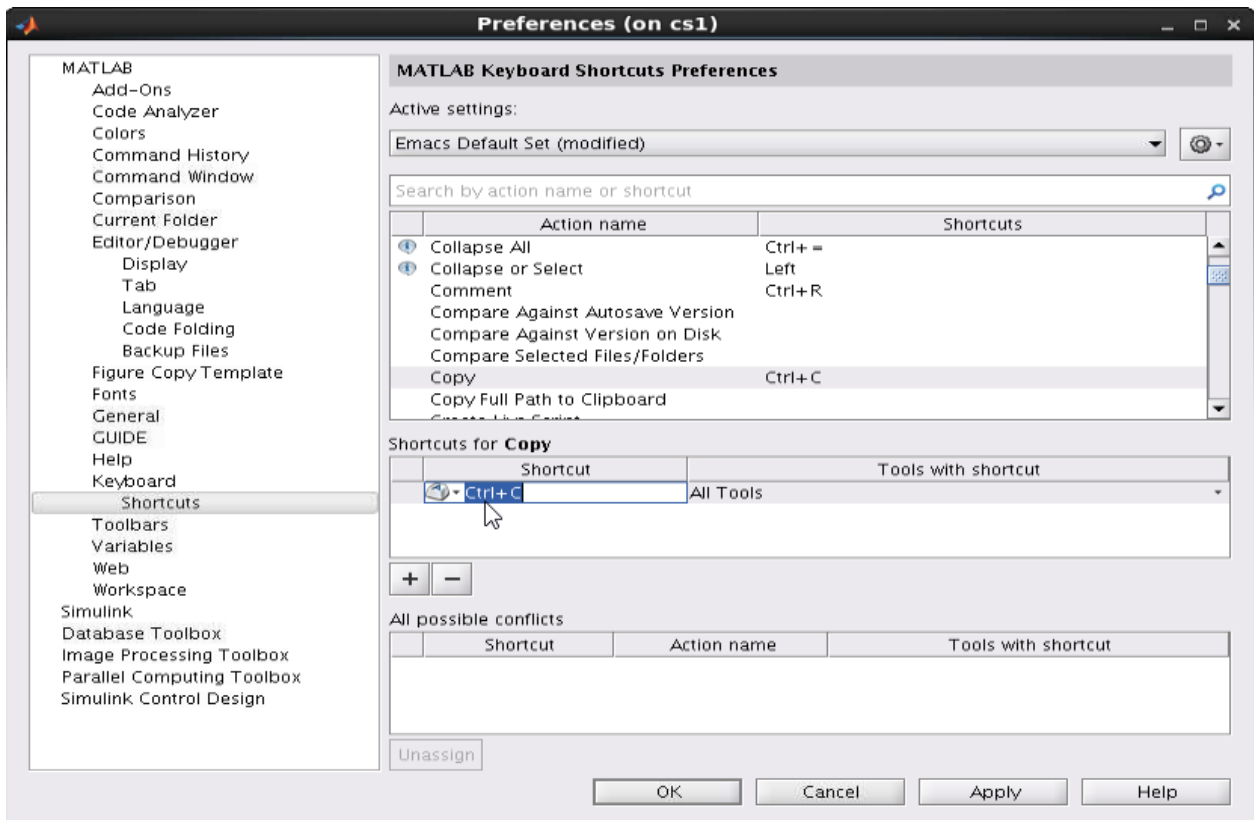 Preferences (on cs1)
MATLAB
Add-Ons
Code Analyzer
Colors
Command History
Command Window
Comparison
Current Folder
Editor/Debugger
Display
Tab
Language
Code Folding
Backup Files
Figure Copy Template
Fonts
General
GUIDE
Help
Keyboard
Shortcuts
Toolbars
Variables
Web
Workspace
Simulink
Database Toolbox
Image Processing Toolbox
Parallel Computing Toolbox
Simulink Control Design
MATLAB Keyboard Shortcuts Preferences
Active settings:
Emacs Default Set (modified)
Search by action name or shortcut
Action name Shortcuts
Collapse All Ctrl+ =
Collapse or Select Left
Comment Ctrl+R
Compare Against Autosave Version
Compare Against Version on Disk
Compare Selected Files/Folders
Copy Ctrl+C
Copy Full Path to Clipboard
Shortcuts for Copy
Shortcut Tools with shortcut
Ctrl+C All Tools
+ −
All possible conflicts
Shortcut Action name Tools with shortcut
Unassign
OK Cancel Apply Help